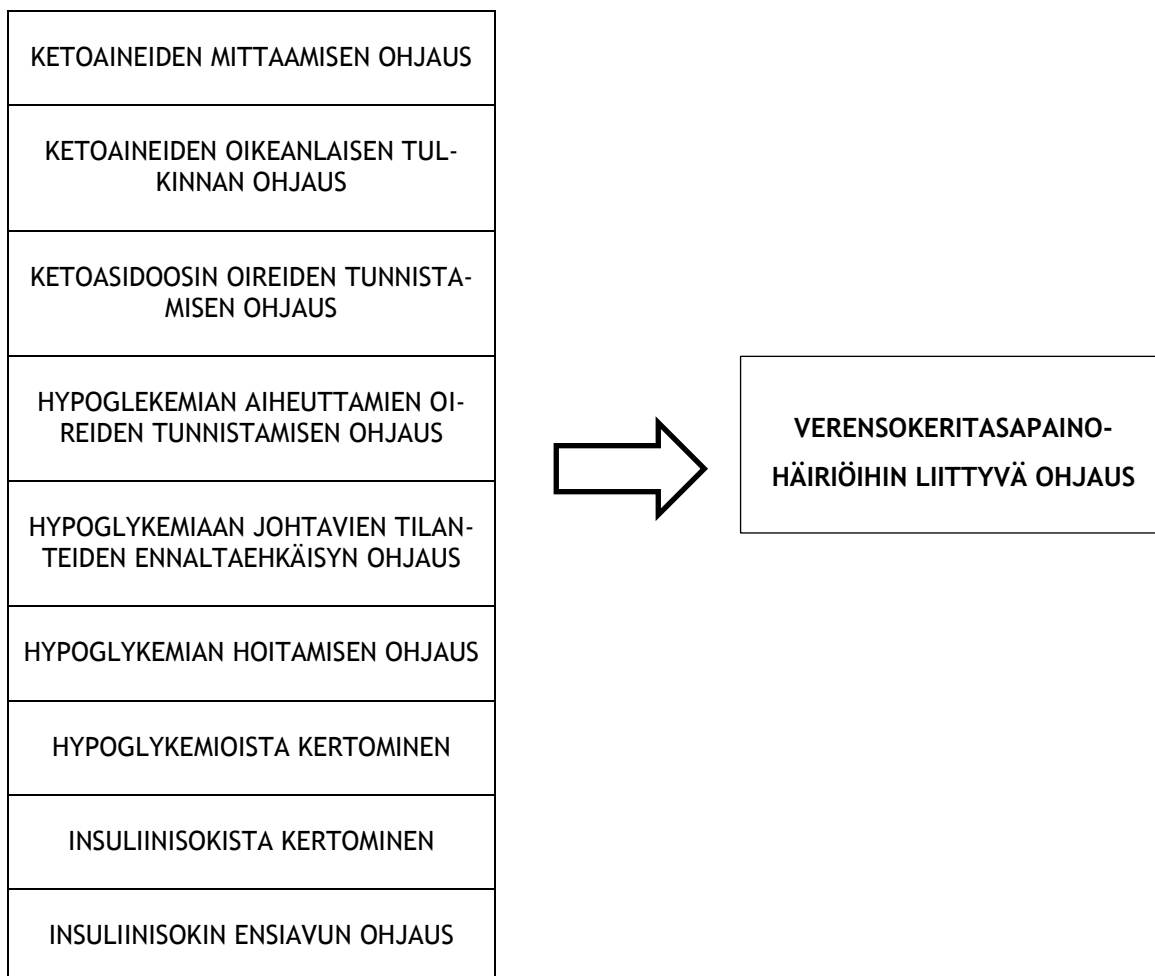 KETOAINEIDEN MITTAAMISEN OHJAUS
KETOAINEIDEN OIKEANLAISEN TUL-
KINNAN OHJAUS
KETOASIDOOSIN OIREIDEN TUNNISTA-
MISEN OHJAUS
HYPOGLEKEMIAN AIHEUTTAMIEN OI-
REIDEN TUNNISTAMISEN OHJAUS
HYPOGLYKEMIAAN JOHTAVIEN TILAN-
TEIDEN ENNALTAEHKÄISYN OHJAUS
HYPOGLYKEMIAN HOITAMISEN OHJAUS
HYPOGLYKEMIOISTA KERTOMINEN
INSULIINISOKISTA KERTOMINEN
INSULIINISOKIN ENSIAVUN OHJAUS
VERENSOKERITASAPAINO-
HÄIRIÖIHIN LIITTYVÄ OHJAUS